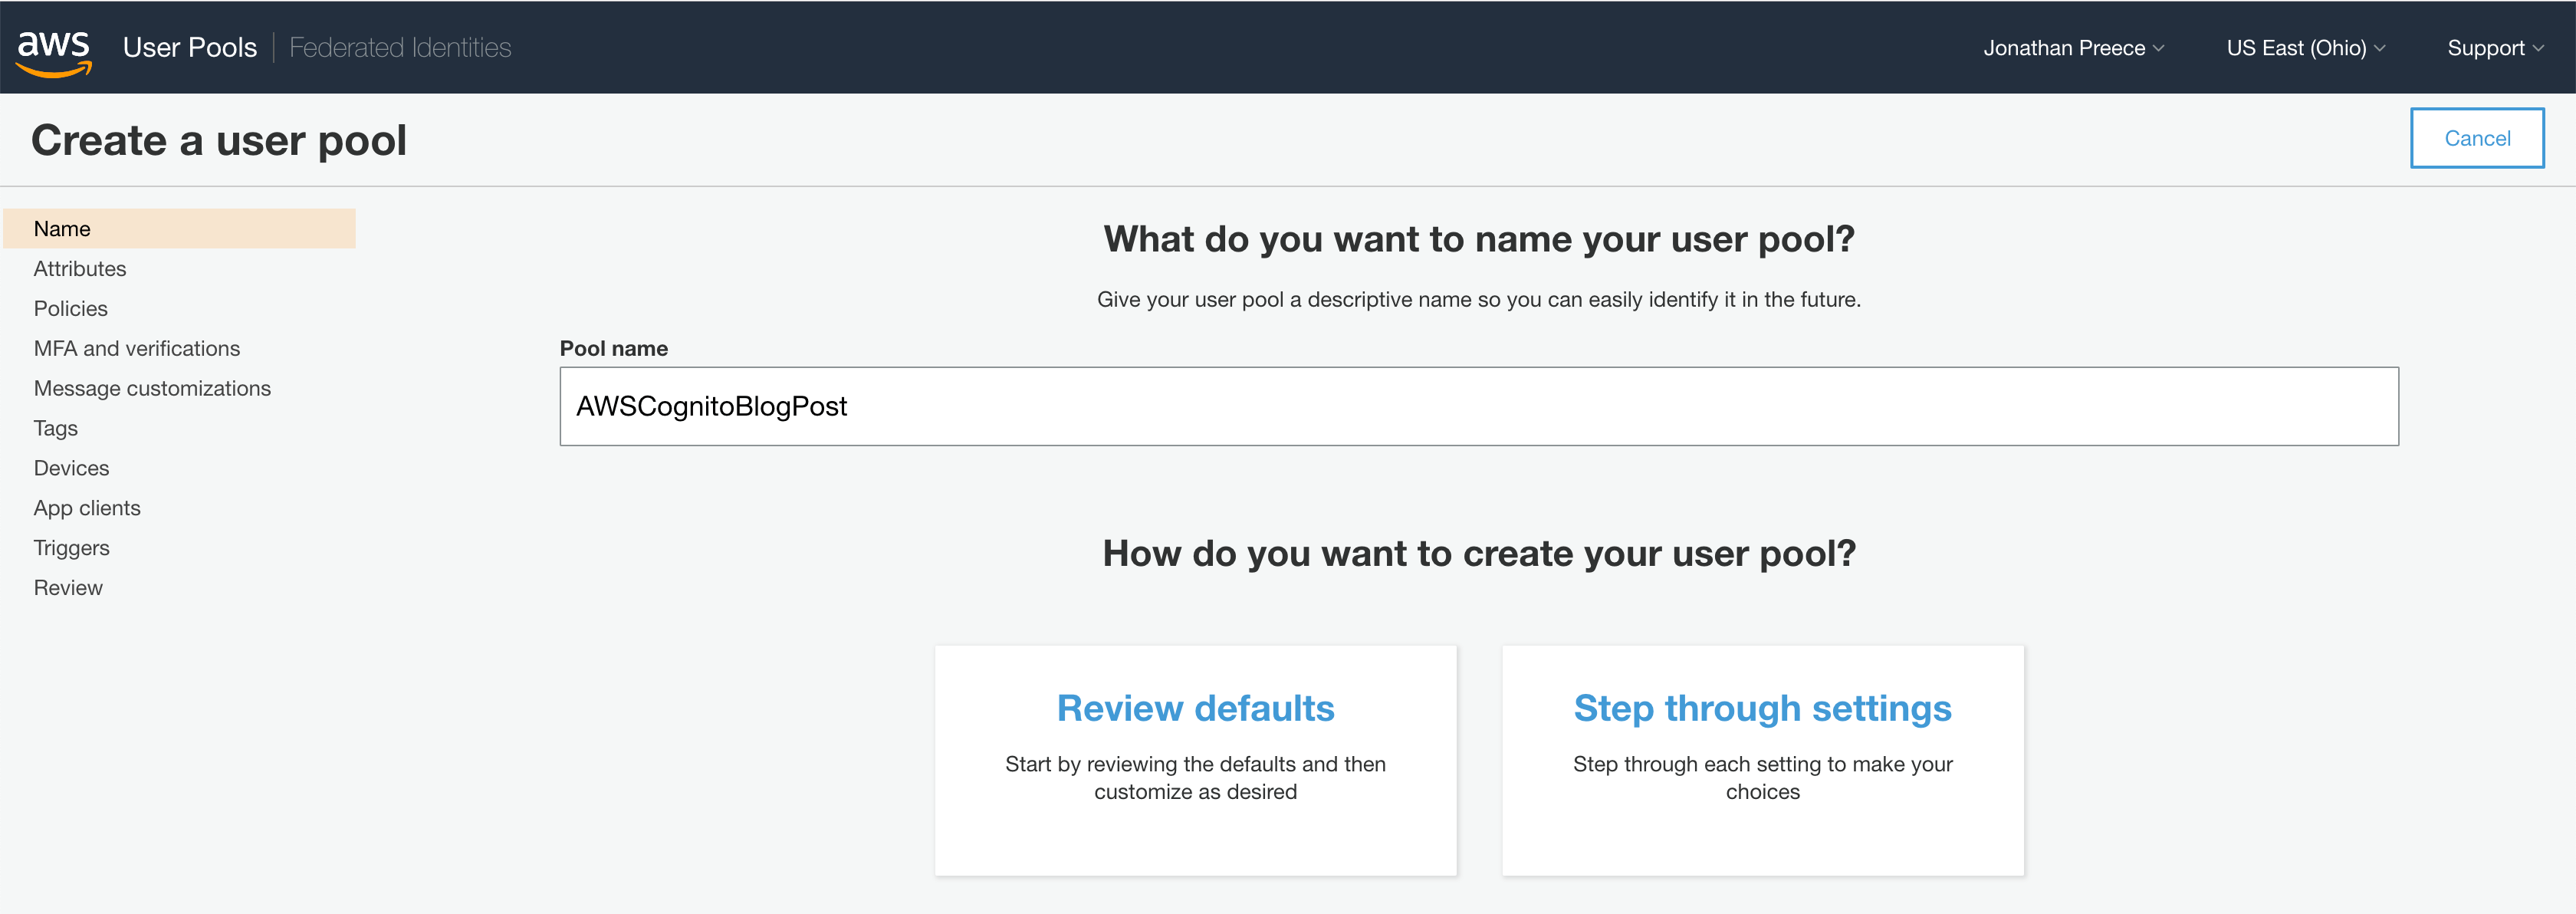 aws User Pools Federated Identities Jonathan Preece US East (Ohio) Support
Create a user pool Cancel
Name
Attributes
Policies
MFA and verifications
Message customizations
Tags
Devices
App clients
Triggers
Review
What do you want to name your user pool?
Give your user pool a descriptive name so you can easily identify it in the future.
Pool name
AWSCognitoBlogPost
How do you want to create your user pool?
Review defaults
Start by reviewing the defaults and then
customize as desired
Step through settings
Step through each setting to make your
choices